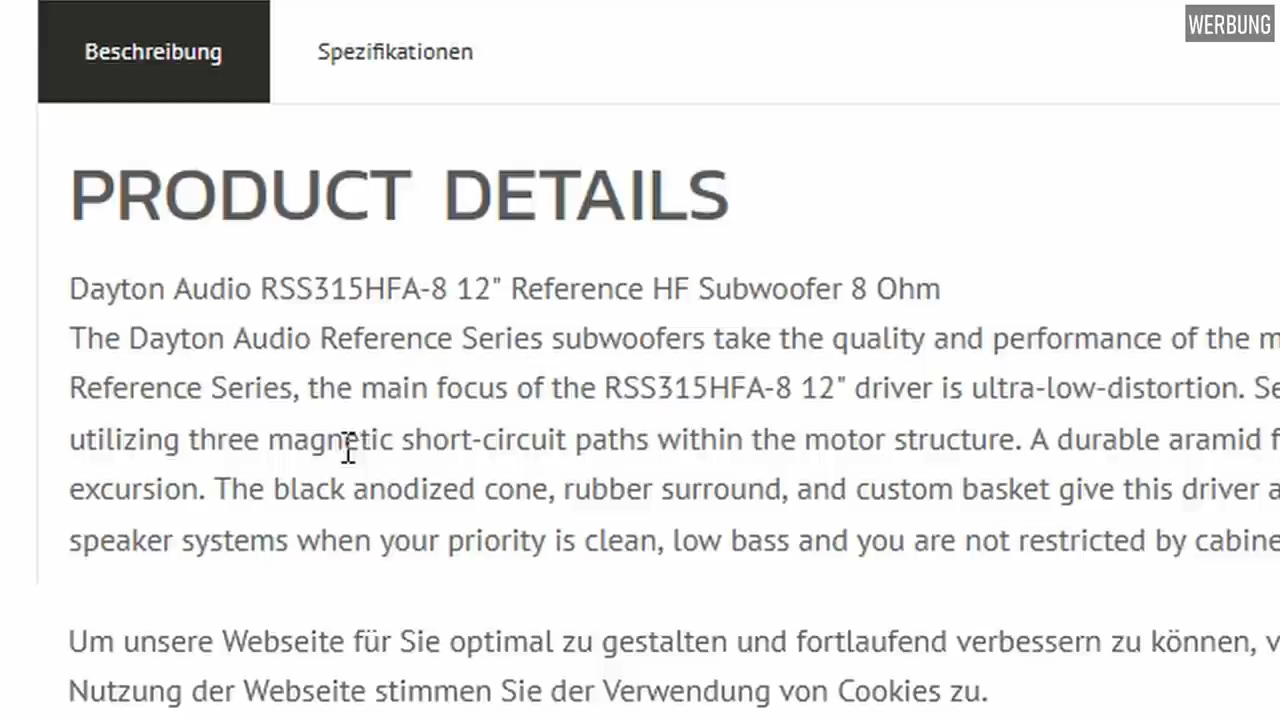 WERBUNG
Beschreibung
Spezifikationen
PRODUCT DETAILS
Dayton Audio RSS315HFA-8 12" Reference HF Subwoofer 8 Ohm
The Dayton Audio Reference Series subwoofers take the quality and performance of the
Reference Series, the main focus of the RSS315HFA-8 12" driver is ultra-low-distortion.
utilizing three magnetic short-circuit paths within the motor structure. A durable aramid
excursion. The black anodized cone, rubber surround, and custom basket give this driver
speaker systems when your priority is clean, low bass and you are not restricted by
Um unsere Webseite für Sie optimal zu gestalten und fortlaufend verbessern zu können,
Nutzung der Webseite stimmen Sie der Verwendung von Cookies zu.